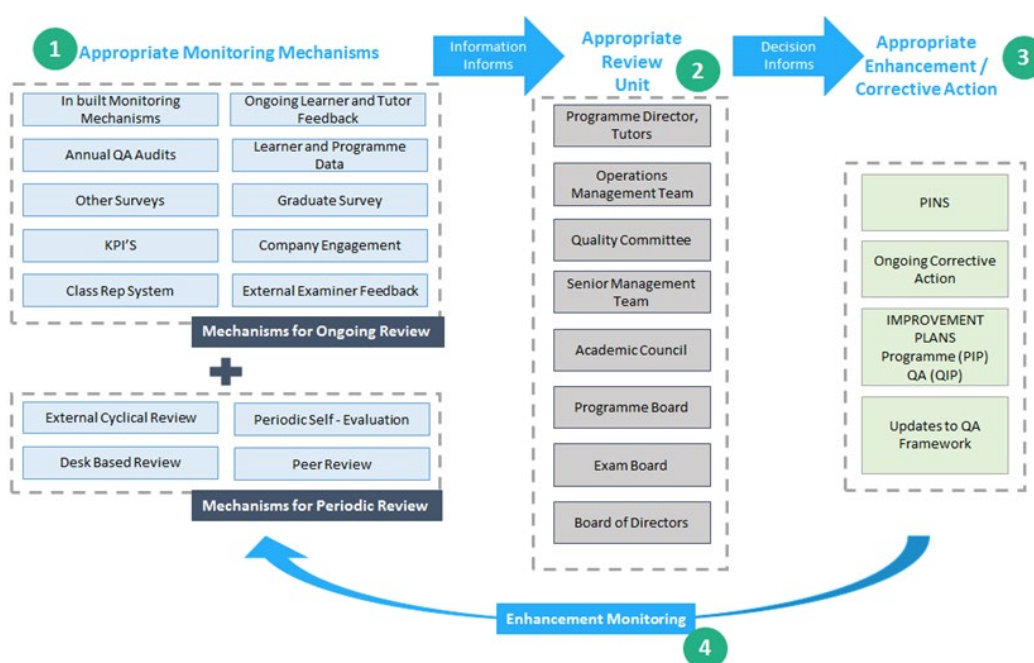 1
Appropriate Monitoring Mechanisms
Information
Informs
Appropriate
Review
Unit
2
Decision
Informs
Appropriate
Enhancement /
Corrective Action
3
In built Monitoring
Mechanisms
Ongoing Learner and Tutor
Feedback
Annual QA Audits
Learner and Programme
Data
Other Surveys
Graduate Survey
KPI'S
Company Engagement
Class Rep System
External Examiner Feedback
Mechanisms for Ongoing Review
External Cyclical Review
Periodic Self - Evaluation
Desk Based Review
Peer Review
Mechanisms for Periodic Review
Programme Director,
Tutors
Operations
Management Team
Quality Committee
Senior Management
Team
Academic Council
Programme Board
Exam Board
Board of Directors
PINS
Ongoing Corrective
Action
IMPROVEMENT
PLANS
Programme (PIP)
QA (QIP)
Updates to QA
Framework
Enhancement Monitoring
4